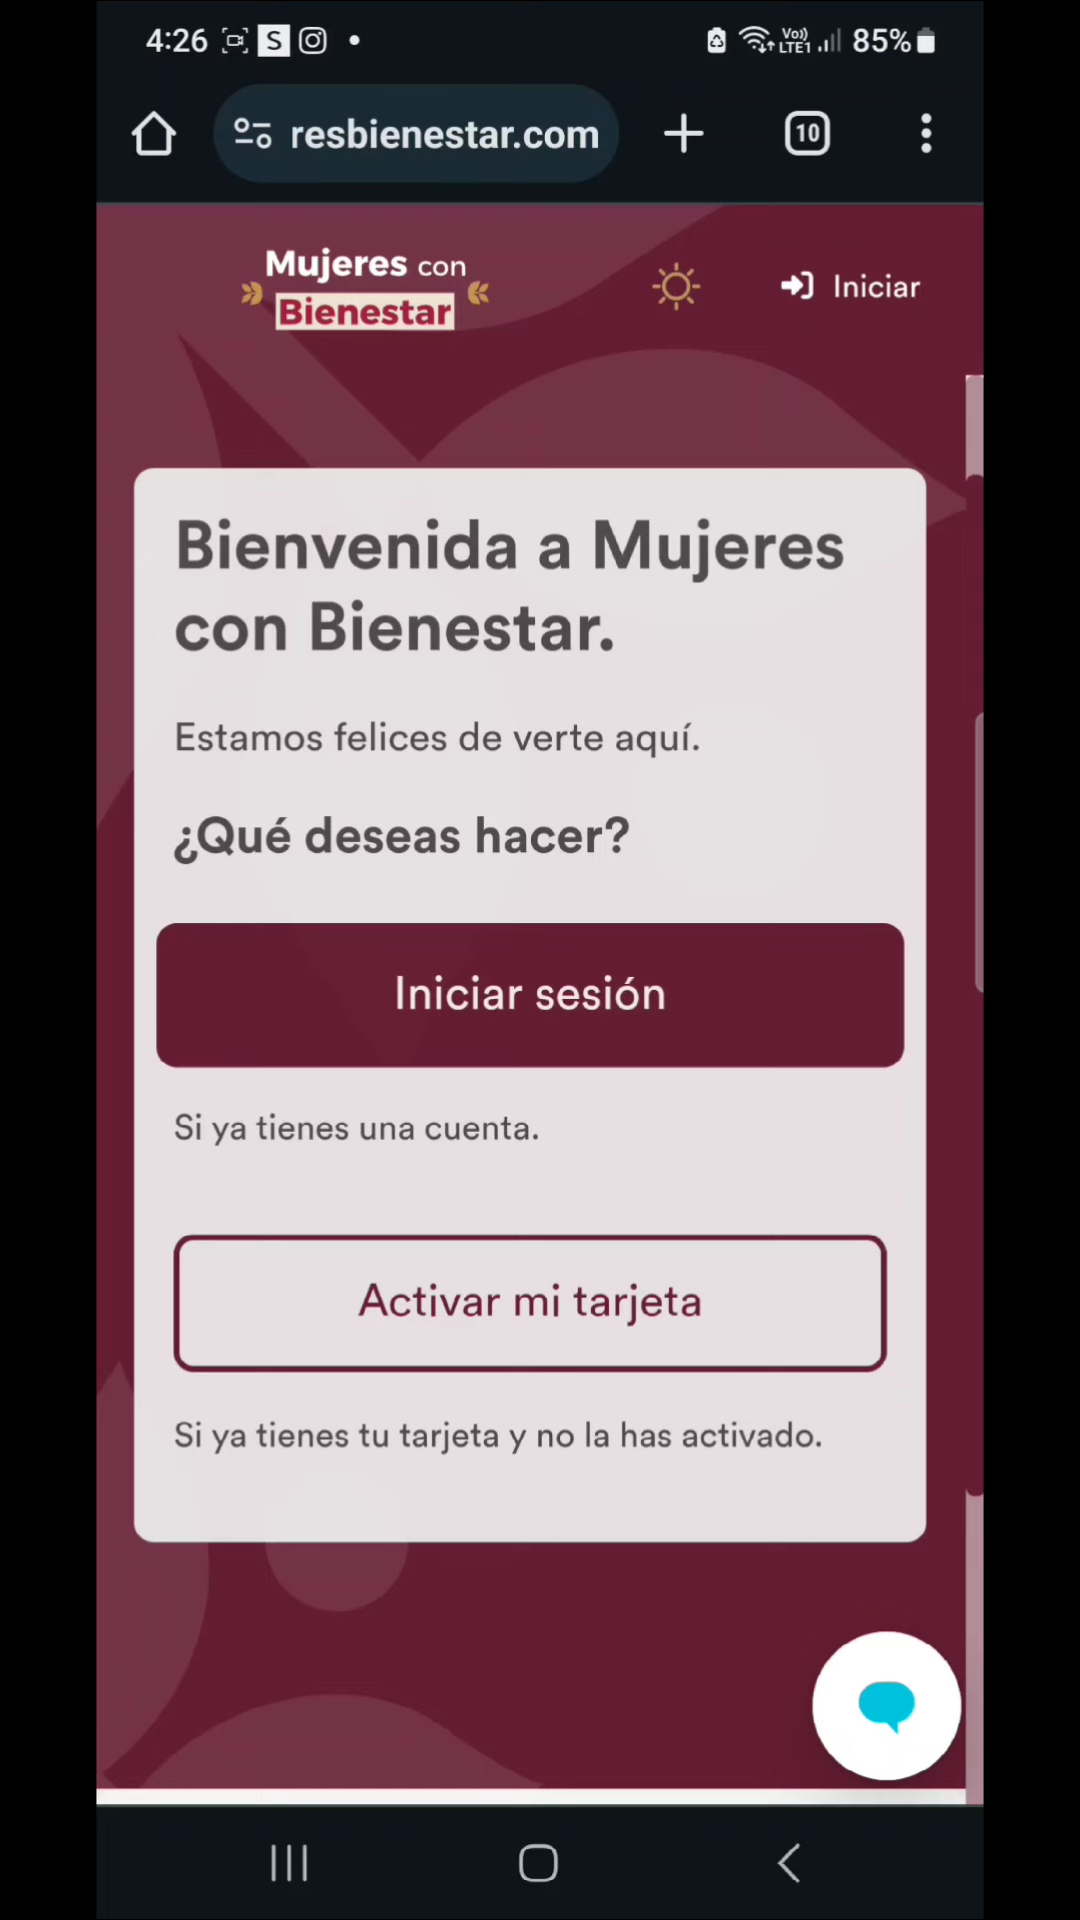 4:26 S VoLTE1 85%
resbienestar.com 10
Mujeres con
Bienestar
Iniciar
Bienvenida a Mujeres
con Bienestar.
Estamos felices de verte aquí.
¿Qué deseas hacer?
Iniciar sesión
Si ya tienes una cuenta.
Activar mi tarjeta
Si ya tienes tu tarjeta y no la has activado.